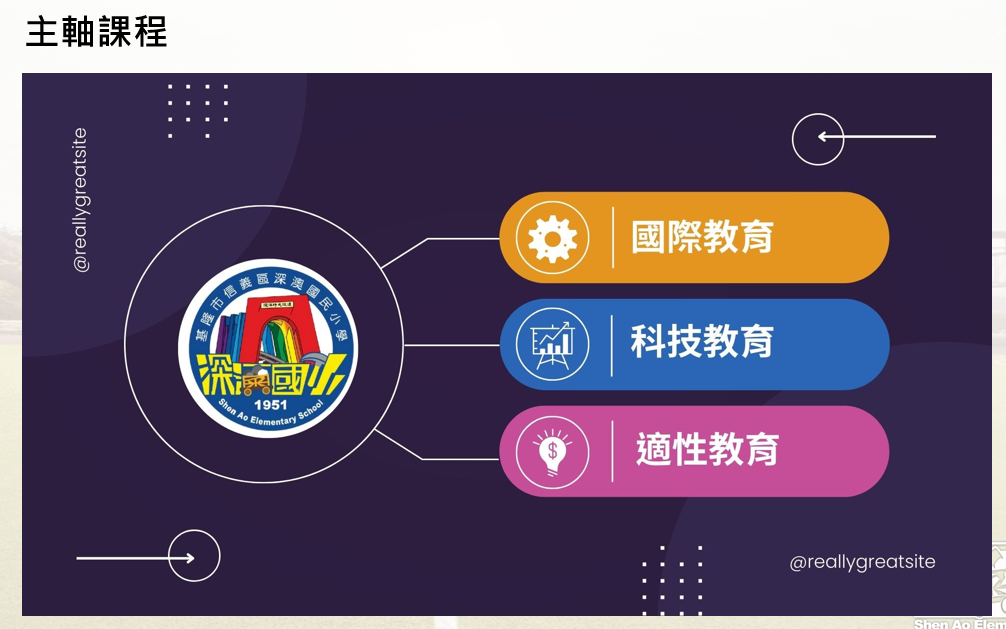 主軸課程
@reallygreatsite
國際教育
基隆市信義區深澳國民小學
深澳國小
1951
Shen Ao Elementary School
科技教育
適性教育
@reallygreatsite
Shen Ao Elem